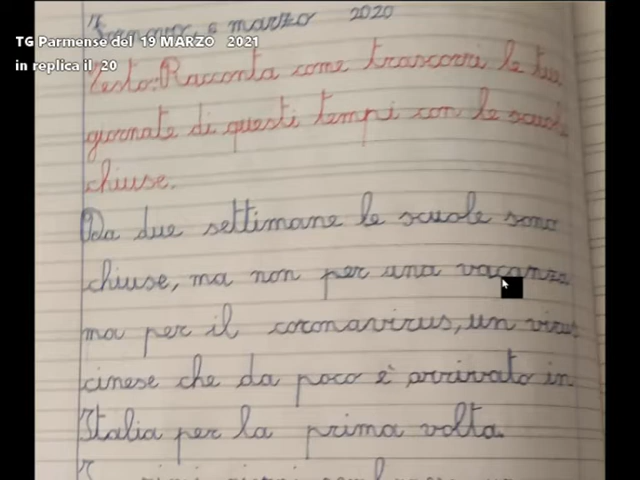 marzo 2020
TG Parmense del 19 MARZO 2021
in replica il 20
Testo: Racconta come trascorri le tue
giornate di questi tempi con le scuole
chiuse.
Da due settimane le scuole sono
chiuse, ma non per una vacanza
ma per il coronavirus, un virus
cinese che da poco è arrivato in
Italia per la prima volta.